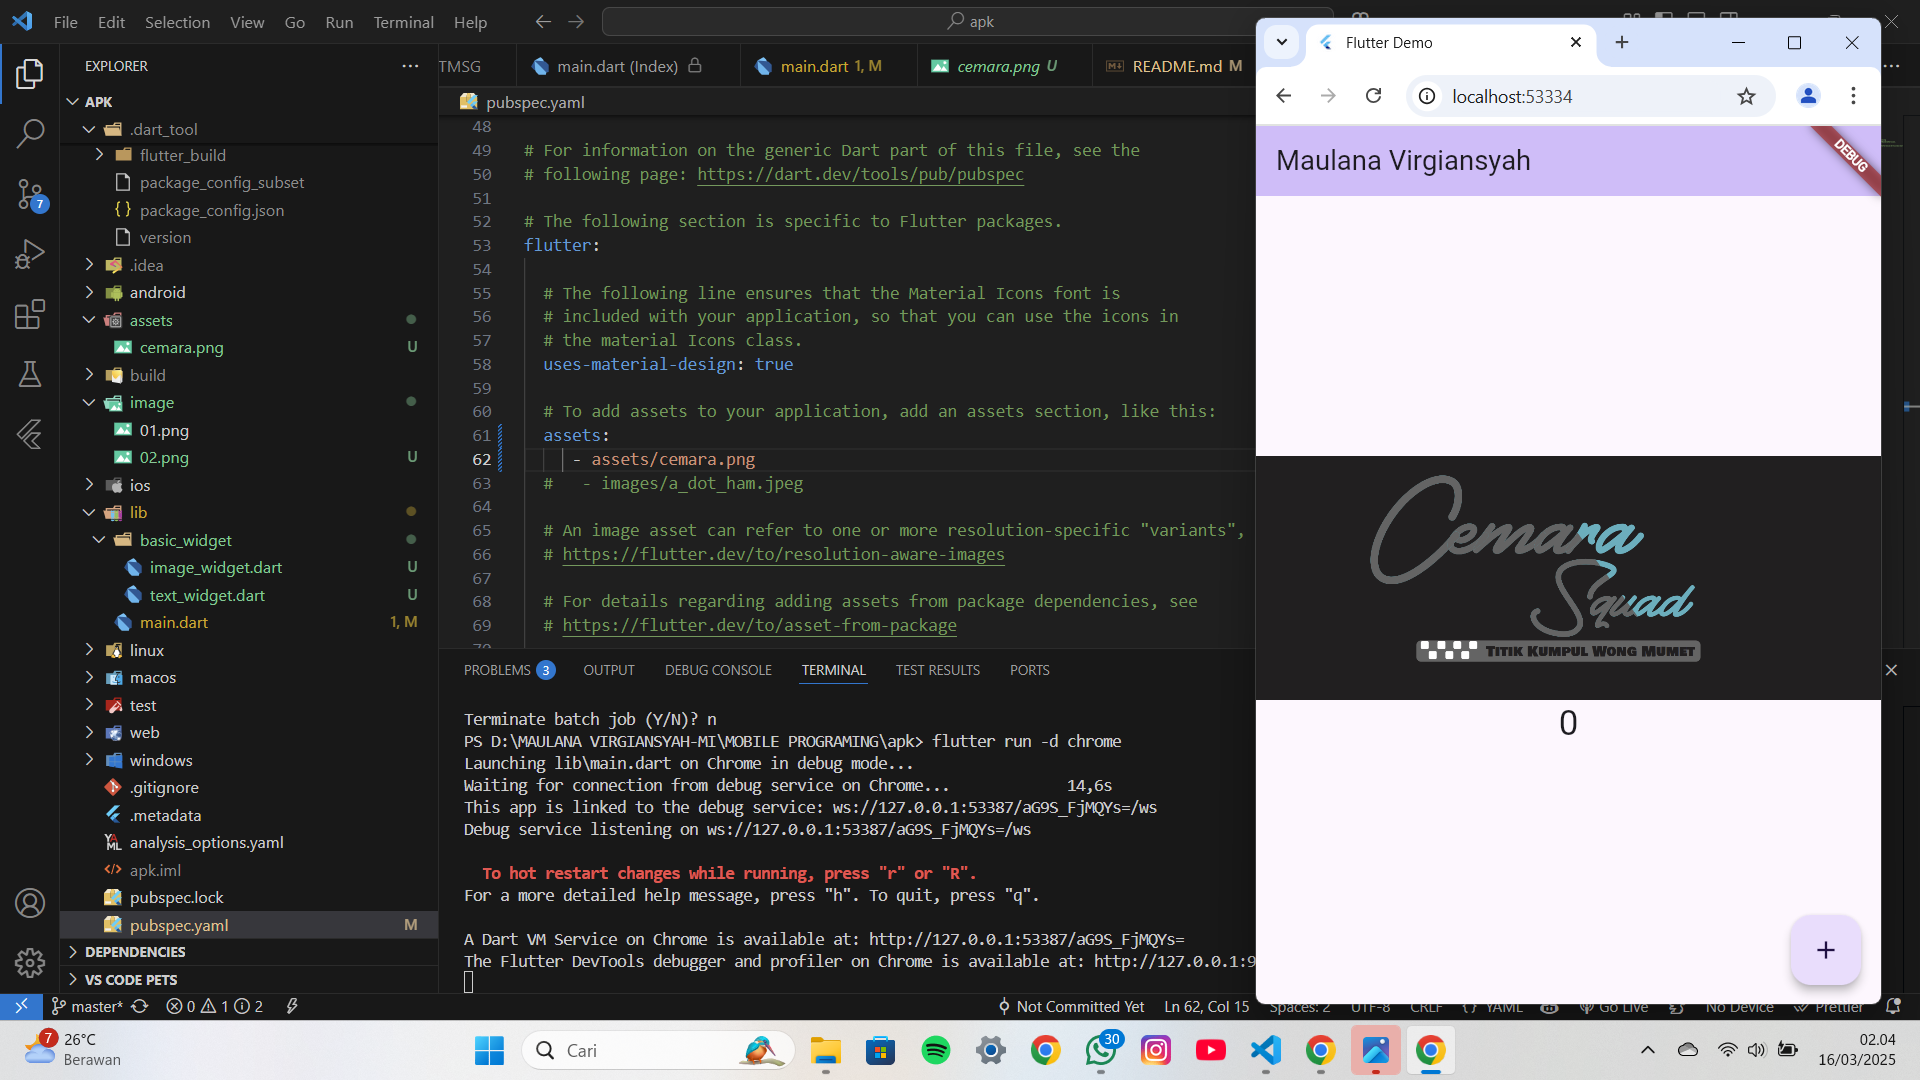 File Edit Selection View Go Run Terminal Help
apk
EXPLORER
APK
.dart_tool
flutter_build
package_config_subset
package_config.json
version
.idea
android
assets
cemara.png U
build
image
01.png
02.png U
ios
lib
basic_widget
image_widget.dart U
text_widget.dart U
main.dart 1, M
linux
macos
test
web
windows
.gitignore
.metadata
analysis_options.yaml
apk.iml
pubspec.lock
pubspec.yaml M
DEPENDENCIES
VS CODE PETS
7
TMSG
main.dart (Index)
main.dart 1, M
cemara.png U
README.md M
pubspec.yaml
48
49 # For information on the generic Dart part of this file, see the
50 # following page: https://dart.dev/tools/pub/pubspec
51
52 # The following section is specific to Flutter packages.
53 flutter:
54
55 # The following line ensures that the Material Icons font is
56 # included with your application, so that you can use the icons in
57 # the material Icons class.
58 uses-material-design: true
59
60 # To add assets to your application, add an assets section, like this:
61 assets:
62 - assets/cemara.png
63 # - images/a_dot_ham.jpeg
64
65 # An image asset can refer to one or more resolution-specific "variants",
66 # https://flutter.dev/to/resolution-aware-images
67
68 # For details regarding adding assets from package dependencies, see
69 # https://flutter.dev/to/asset-from-package
PROBLEMS 3 OUTPUT DEBUG CONSOLE TERMINAL TEST RESULTS PORTS
Terminate batch job (Y/N)? n
PS D:\MAULANA VIRGIANSYAH-MI\MOBILE PROGRAMING\apk> flutter run -d chrome
Launching lib\main.dart on Chrome in debug mode...
Waiting for connection from debug service on Chrome... 14,6s
This app is linked to the debug service: ws://127.0.0.1:53387/aG9S_FjMQYs=/ws
Debug service listening on ws://127.0.0.1:53387/aG9S_FjMQYs=/ws
To hot restart changes while running, press "r" or "R".
For a more detailed help message, press "h". To quit, press "q".
A Dart VM Service on Chrome is available at: http://127.0.0.1:53387/aG9S_FjMQYs=
The Flutter DevTools debugger and profiler on Chrome is available at: http://127.0.0.1:9
Flutter Demo
localhost:53334
Maulana Virgiansyah
DEBUG
Cemara
Squad
TITIK KUMPUL WONG MUMET
0
+
master* 0 1 2
Not Committed Yet Ln 62, Col 15 Spaces: 2 UTF-8 CRLF {} YAML Go Live No Device Prettier
7 26°C
Berawan
Cari
30
02.04
16/03/2025